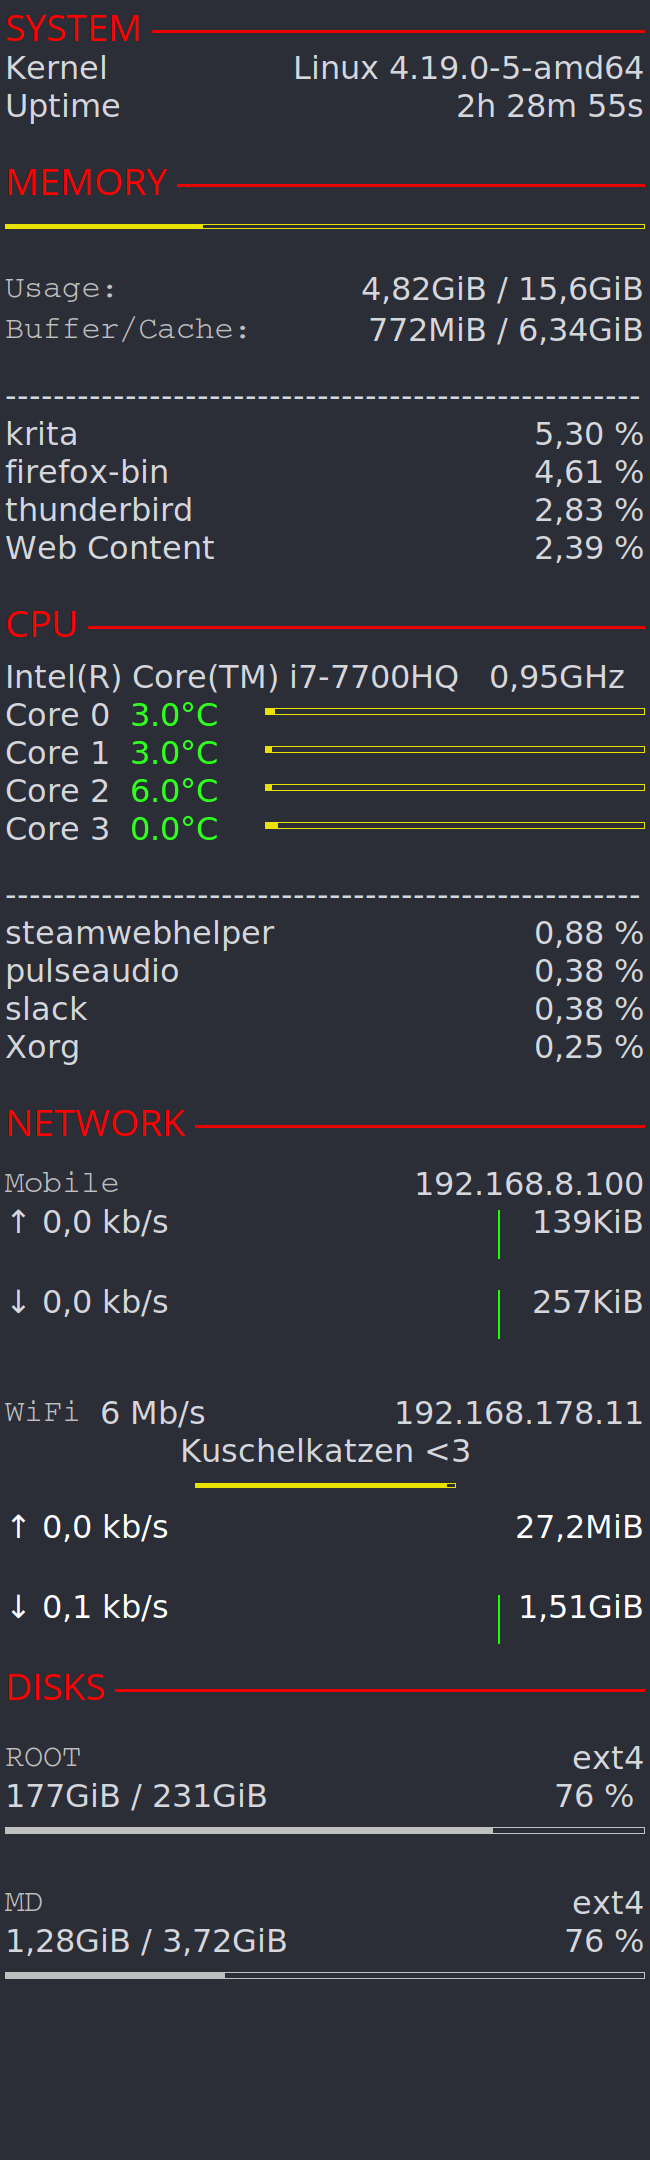 SYSTEM
Kernel Linux 4.19.0-5-amd64
Uptime 2h 28m 55s
MEMORY
Usage: 4,82GiB / 15,6GiB
Buffer/Cache: 772MiB / 6,34GiB
-----------------------------------------------------
krita 5,30 %
firefox-bin 4,61 %
thunderbird 2,83 %
Web Content 2,39 %
CPU
Intel(R) Core(TM) i7-7700HQ 0,95GHz
Core 0 3.0°C
Core 1 3.0°C
Core 2 6.0°C
Core 3 0.0°C
-----------------------------------------------------
steamwebhelper 0,88 %
pulseaudio 0,38 %
slack 0,38 %
Xorg 0,25 %
NETWORK
Mobile 192.168.8.100
↑ 0,0 kb/s 139KiB
↓ 0,0 kb/s 257KiB
WiFi 6 Mb/s 192.168.178.11
Kuschelkatzen <3
↑ 0,0 kb/s 27,2MiB
↓ 0,1 kb/s 1,51GiB
DISKS
ROOT ext4
177GiB / 231GiB 76 %
MD ext4
1,28GiB / 3,72GiB 76 %